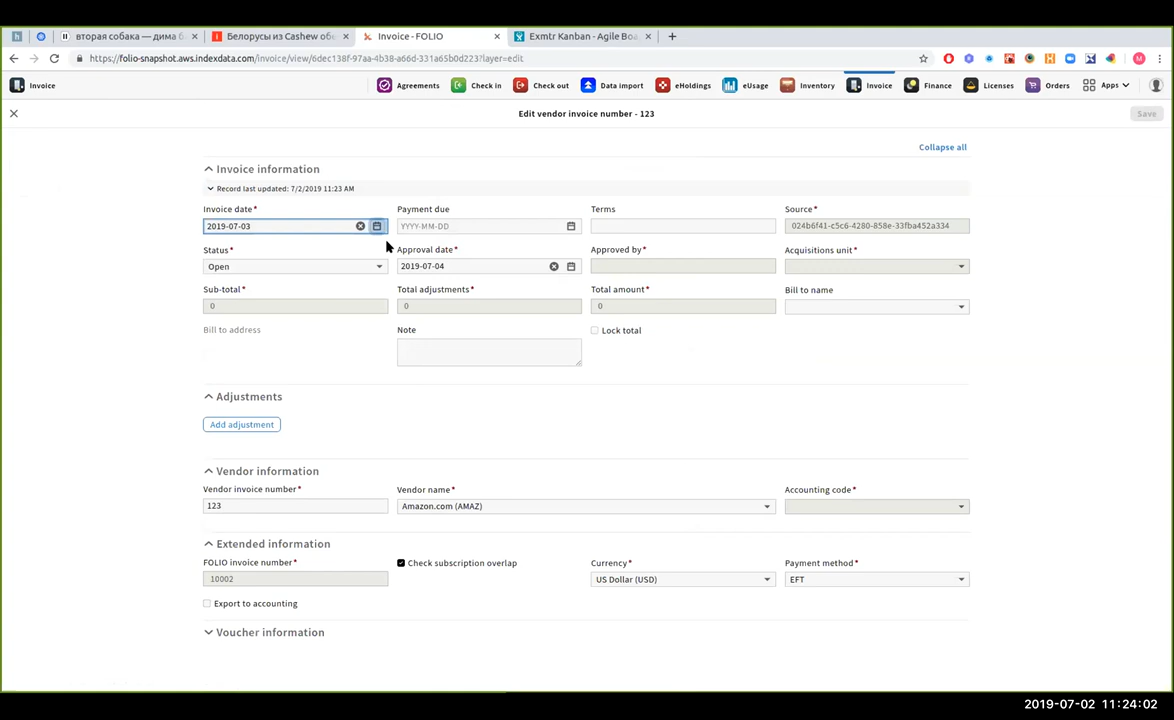 вторая собака — дима б
Белорусы из Cashew обе
Invoice - FOLIO
Exmtr Kanban - Agile Boa
https://folio-snapshot.aws.indexdata.com/invoice/view/6dec138f-97aa-4b38-a66d-331a65b0d223?layer=edit
Invoice
Agreements
Check in
Check out
Data import
eHoldings
eUsage
Inventory
Invoice
Finance
Licenses
Orders
Apps
Edit vendor invoice number - 123
Save
Collapse all
Invoice information
Record last updated: 7/2/2019 11:23 AM
Invoice date* Payment due Terms Source*
2019-07-03 YYYY-MM-DD 024b6f41-c5c6-4280-858e-33fba452a334
Status* Approval date* Approved by* Acquisitions unit*
Open 2019-07-04
Sub-total* Total adjustments* Total amount* Bill to name
0 0 0
Bill to address Note Lock total
Adjustments
Add adjustment
Vendor information
Vendor invoice number* Vendor name* Accounting code*
123 Amazon.com (AMAZ)
Extended information
FOLIO invoice number* Check subscription overlap Currency* Payment method*
10002 US Dollar (USD) EFT
Export to accounting
Voucher information
2019-07-02 11:24:02